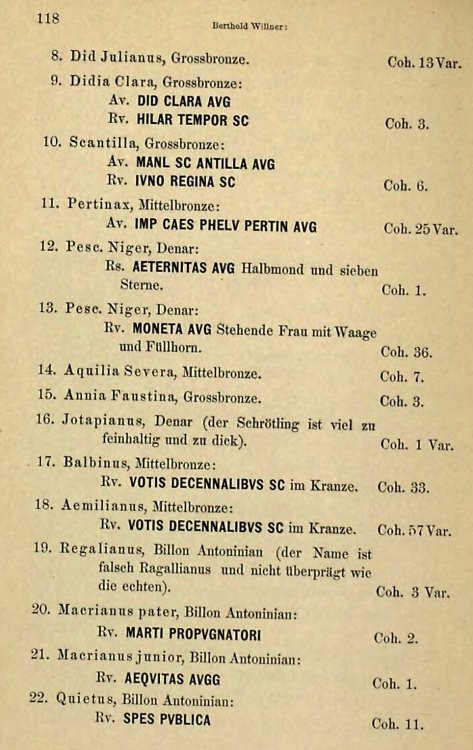 118
Berthold Willner:
8. Did Julianus, Grossbronze. Coh. 13 Var.
9. Didia Clara, Grossbronze:
Av. DID CLARA AVG
Rv. HILAR TEMPOR SC Coh. 3.
10. Scantilla, Grossbronze:
Av. MANL SC ANTILLA AVG
Rv. IVNO REGINA SC Coh. 6.
11. Pertinax, Mittelbronze:
Av. IMP CAES PHELV PERTIN AVG Coh. 25 Var.
12. Pesc. Niger, Denar:
Rs. AETERNITAS AVG Halbmond und sieben
Sterne. Coh. 1.
13. Pesc. Niger, Denar:
Rv. MONETA AVG Stehende Frau mit Waage
und Füllhorn. Coh. 36.
14. Aquilia Severa, Mittelbronze. Coh. 7.
15. Annia Faustina, Grossbronze. Coh. 3.
16. Jotapianus, Denar (der Schrötling ist viel zu
feinhaltig und zu dick). Coh. 1 Var.
17. Balbinus, Mittelbronze:
Rv. VOTIS DECENNALIBVS SC im Kranze. Coh. 33.
18. Aemilianus, Mittelbronze:
Rv. VOTIS DECENNALIBVS SC im Kranze. Coh. 57 Var.
19. Regalianus, Billon Antoninian (der Name ist
falsch Ragallianus und nicht überprägt wie
die echten). Coh. 3 Var.
20. Macrianus pater, Billon Antoninian:
Rv. MARTI PROPVGNATORI Coh. 2.
21. Macrianus junior, Billon Antoninian:
Rv. AEQVITAS AVGG Coh. 1.
22. Quietus, Billon Antoninian:
Rv. SPES PVBLICA Coh. 11.